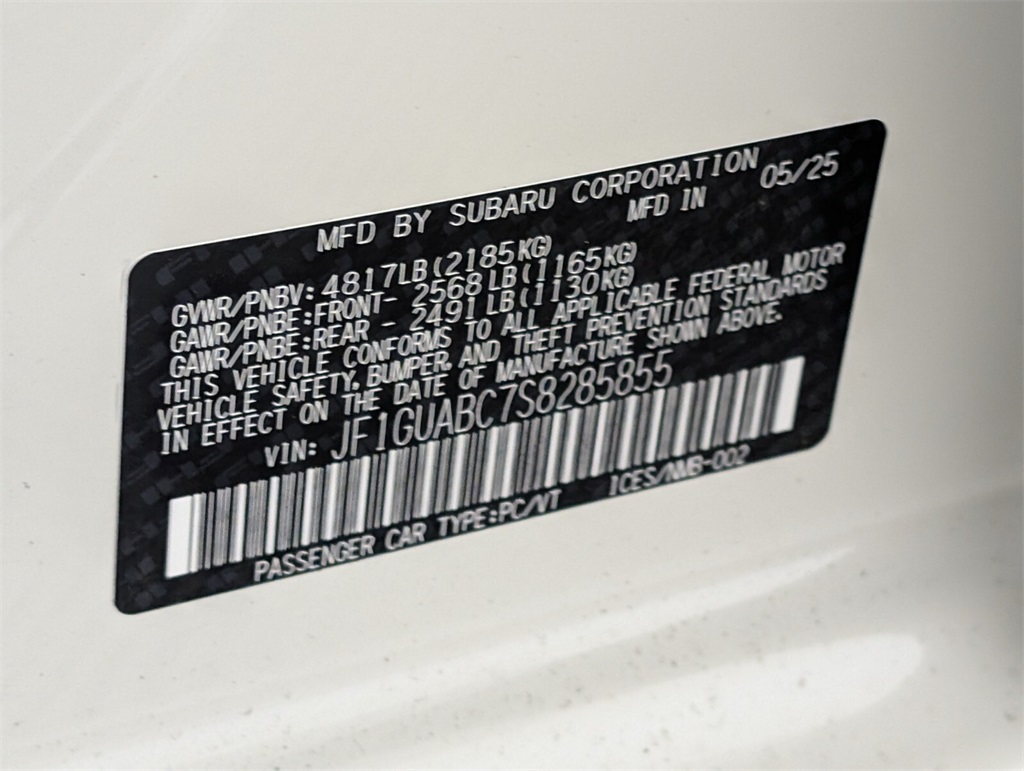 MFD BY SUBARU CORPORATION
MFD IN 05/25
GVWR/PNBV: 4817LB(2185KG)
GAWR/PNBE:FRONT- 2568LB(1165KG)
GAWR/PNBE:REAR - 2491LB(1130KG)
THIS VEHICLE CONFORMS TO ALL APPLICABLE FEDERAL MOTOR
VEHICLE SAFETY, BUMPER, AND THEFT PREVENTION STANDARDS
IN EFFECT ON THE DATE OF MANUFACTURE SHOWN ABOVE.
VIN: JF1GUABC7S8285855
PASSENGER CAR TYPE:PC/VT ICES/NMB-002